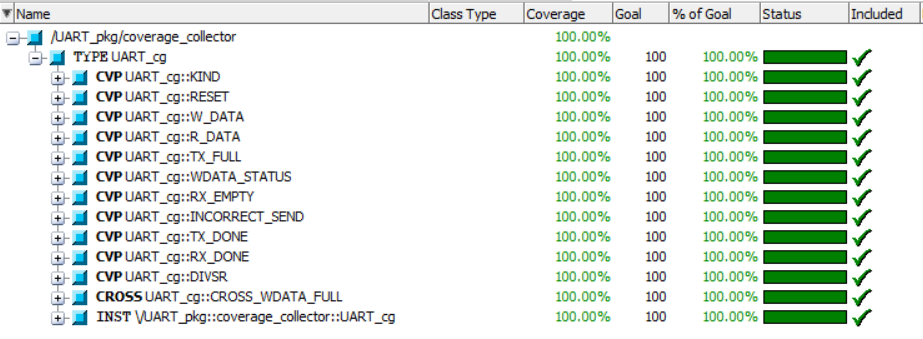 Name Class Type Coverage Goal % of Goal Status Included
/UART_pkg/coverage_collector 100.00%
TYPE UART_cg 100.00% 100 100.00%
CVP UART_cg::KIND 100.00% 100 100.00%
CVP UART_cg::RESET 100.00% 100 100.00%
CVP UART_cg::W_DATA 100.00% 100 100.00%
CVP UART_cg::R_DATA 100.00% 100 100.00%
CVP UART_cg::TX_FULL 100.00% 100 100.00%
CVP UART_cg::WDATA_STATUS 100.00% 100 100.00%
CVP UART_cg::RX_EMPTY 100.00% 100 100.00%
CVP UART_cg::INCORRECT_SEND 100.00% 100 100.00%
CVP UART_cg::TX_DONE 100.00% 100 100.00%
CVP UART_cg::RX_DONE 100.00% 100 100.00%
CVP UART_cg::DIVSR 100.00% 100 100.00%
CROSS UART_cg::CROSS_WDATA_FULL 100.00% 100 100.00%
INST \/UART_pkg::coverage_collector::UART_cg 100.00% 100 100.00%